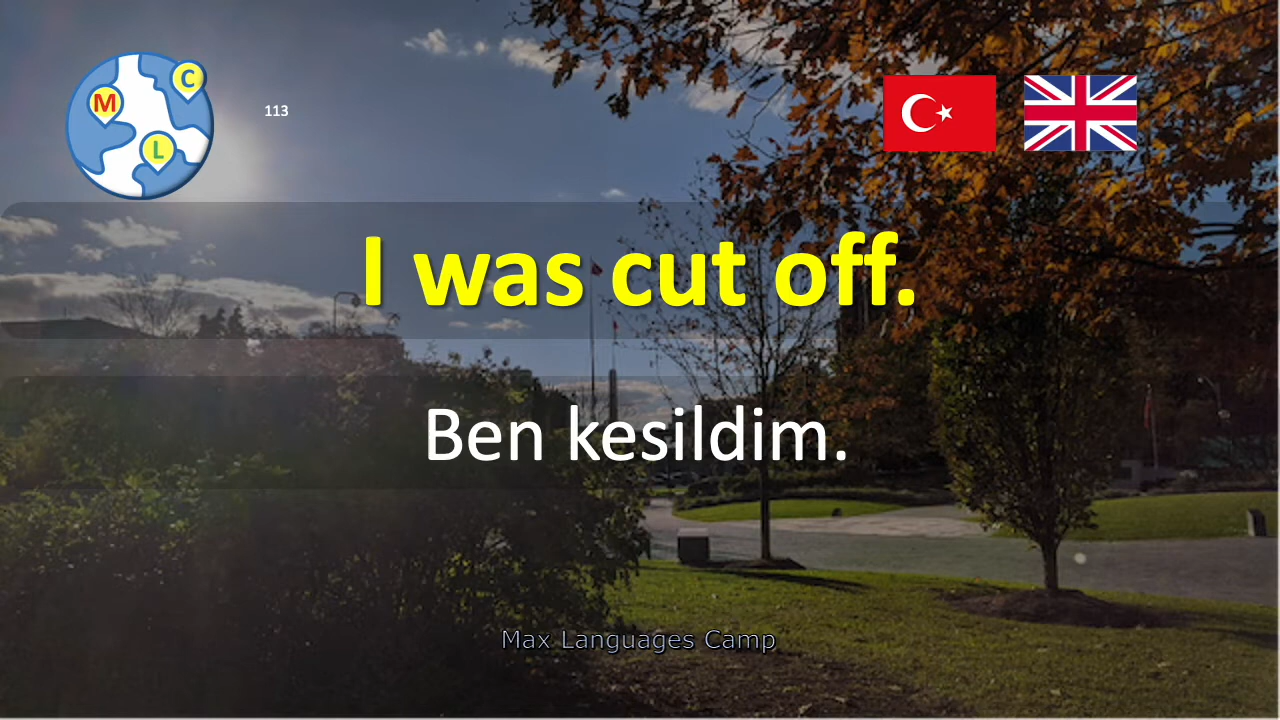 M
C
L
113
I was cut off.
Ben kesildim.
Max Languages Camp